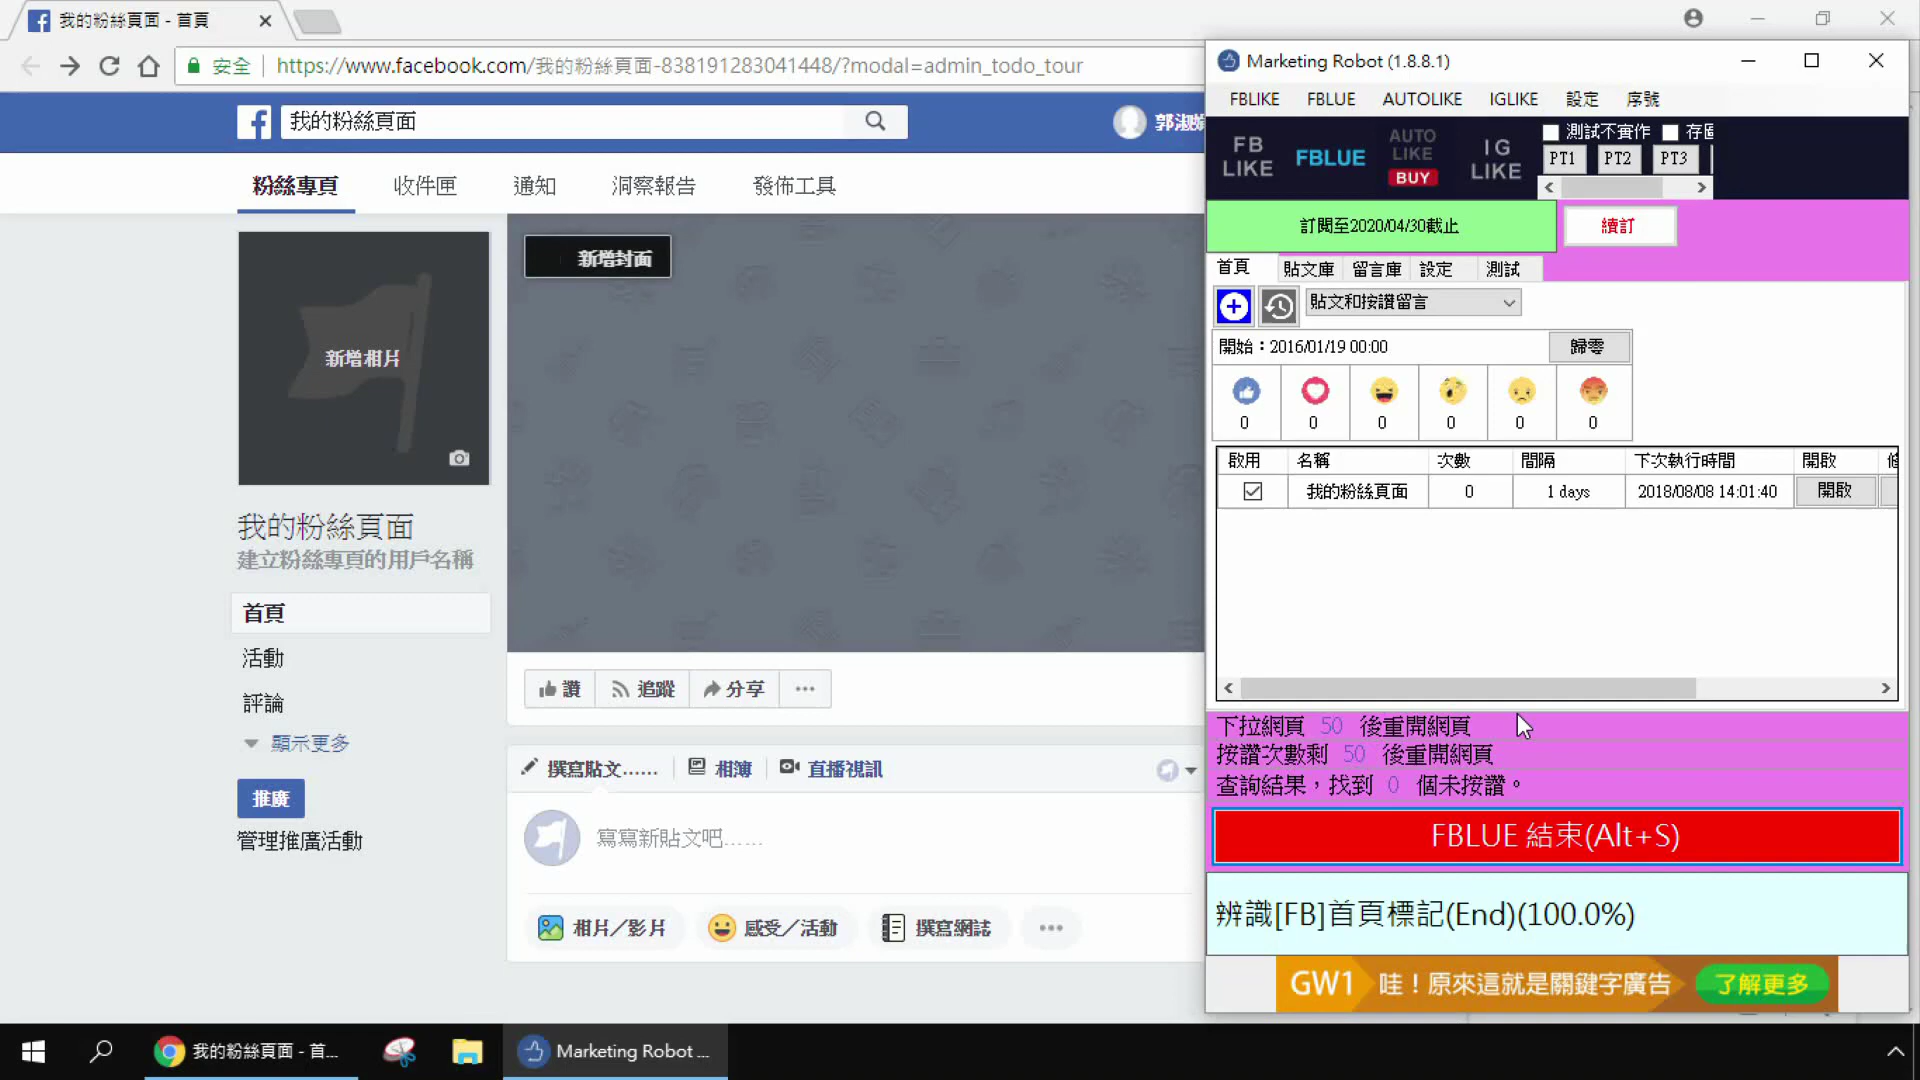 我的粉絲頁面 - 首頁
安全
https://www.facebook.com/我的粉絲頁面-838191283041448/?modal=admin_todo_tour
我的粉絲頁面
粉絲專頁
收件匣
通知
洞察報告
發佈工具
新增封面
新增相片
我的粉絲頁面
建立粉絲專頁的用戶名稱
首頁
活動
評論
顯示更多
推廣
管理推廣活動
讚
追蹤
分享
撰寫貼文......
相簿
直播視訊
寫寫新貼文吧......
相片／影片
感受／活動
撰寫網誌
Marketing Robot (1.8.8.1)
FBLIKE
FBLUE
AUTOLIKE
IGLIKE
設定
序號
FB LIKE
FBLUE
AUTO LIKE BUY
IG LIKE
測試不實作
PT1
PT2
PT3
訂閱至2020/04/30截止
續訂
首頁
貼文庫
留言庫
設定
測試
貼文和按讚留言
開始：2016/01/19 00:00
歸零
0
0
0
0
0
0
啟用
名稱
次數
間隔
下次執行時間
開啟
我的粉絲頁面
0
1 days
2018/08/08 14:01:40
開啟
下拉網頁 50 後重開網頁
按讚次數剩 50 後重開網頁
查詢結果，找到 0 個未按讚。
FBLUE 結束(Alt+S)
辨識[FB]首頁標記(End)(100.0%)
GW1
哇！原來這就是關鍵字廣告
了解更多
我的粉絲頁面 - 首...
Marketing Robot ...